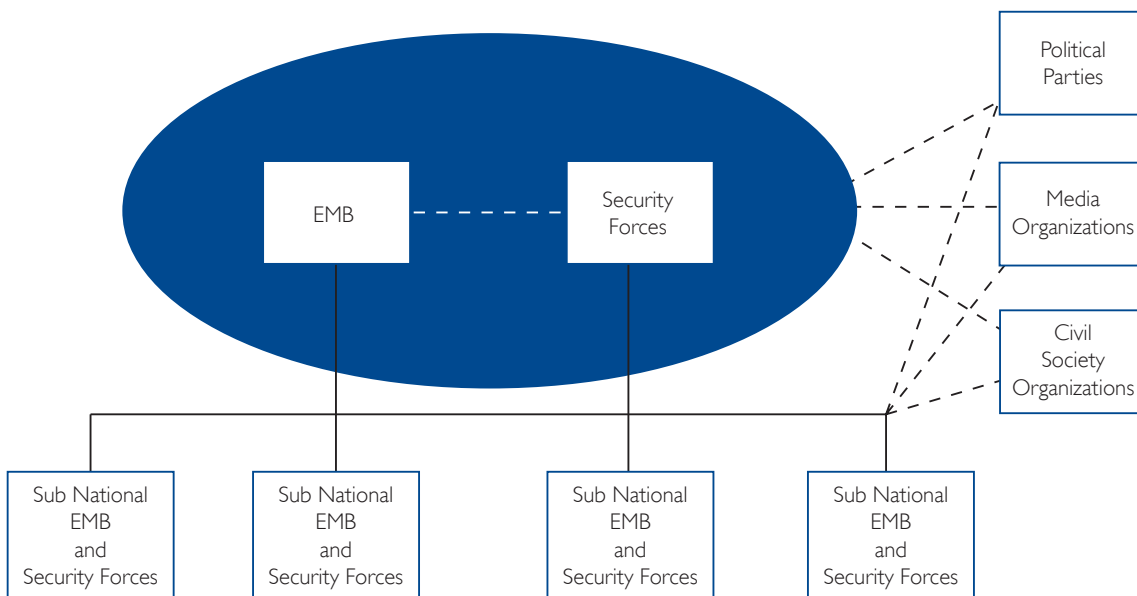 Political
Parties
EMB
Security
Forces
Media
Organizations
Civil
Society
Organizations
Sub National
EMB
and
Security Forces
Sub National
EMB
and
Security Forces
Sub National
EMB
and
Security Forces
Sub National
EMB
and
Security Forces